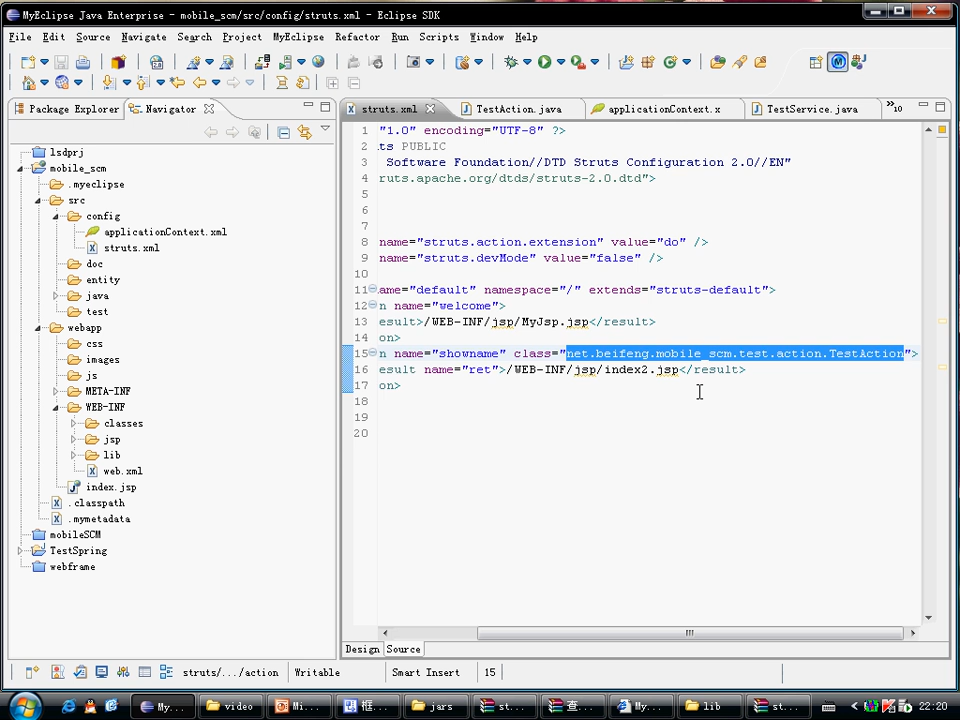 MyEclipse Java Enterprise - mobile_scm/src/config/struts.xml - Eclipse SDK
File Edit Source Navigate Search Project MyEclipse Refactor Run Scripts Window Help
Package Explorer Navigator
struts.xml TestAction.java applicationContext.x TestService.java »10
lsdprj
mobile_scm
.myeclipse
src
config
applicationContext.xml
struts.xml
doc
entity
java
test
webapp
css
images
js
META-INF
WEB-INF
classes
jsp
lib
web.xml
index.jsp
.classpath
.mymetadata
mobileSCM
TestSpring
webframe
1 "1.0" encoding="UTF-8" ?>
2 ts PUBLIC
3 Software Foundation//DTD Struts Configuration 2.0//EN"
4 ruts.apache.org/dtds/struts-2.0.dtd">
5
6
7
8 name="struts.action.extension" value="do" />
9 name="struts.devMode" value="false" />
10
11 ame="default" namespace="/" extends="struts-default">
12 n name="welcome">
13 esult>/WEB-INF/jsp/MyJsp.jsp</result>
14 on>
15 n name="showname" class="net.beifeng.mobile_scm.test.action.TestAction">
16 esult name="ret">/WEB-INF/jsp/index2.jsp</result>
17 on>
18
19
20
Design Source
struts/.../action Writable Smart Insert 15
My... video Mi... 框... jars st... 查... My... lib st... 22:20